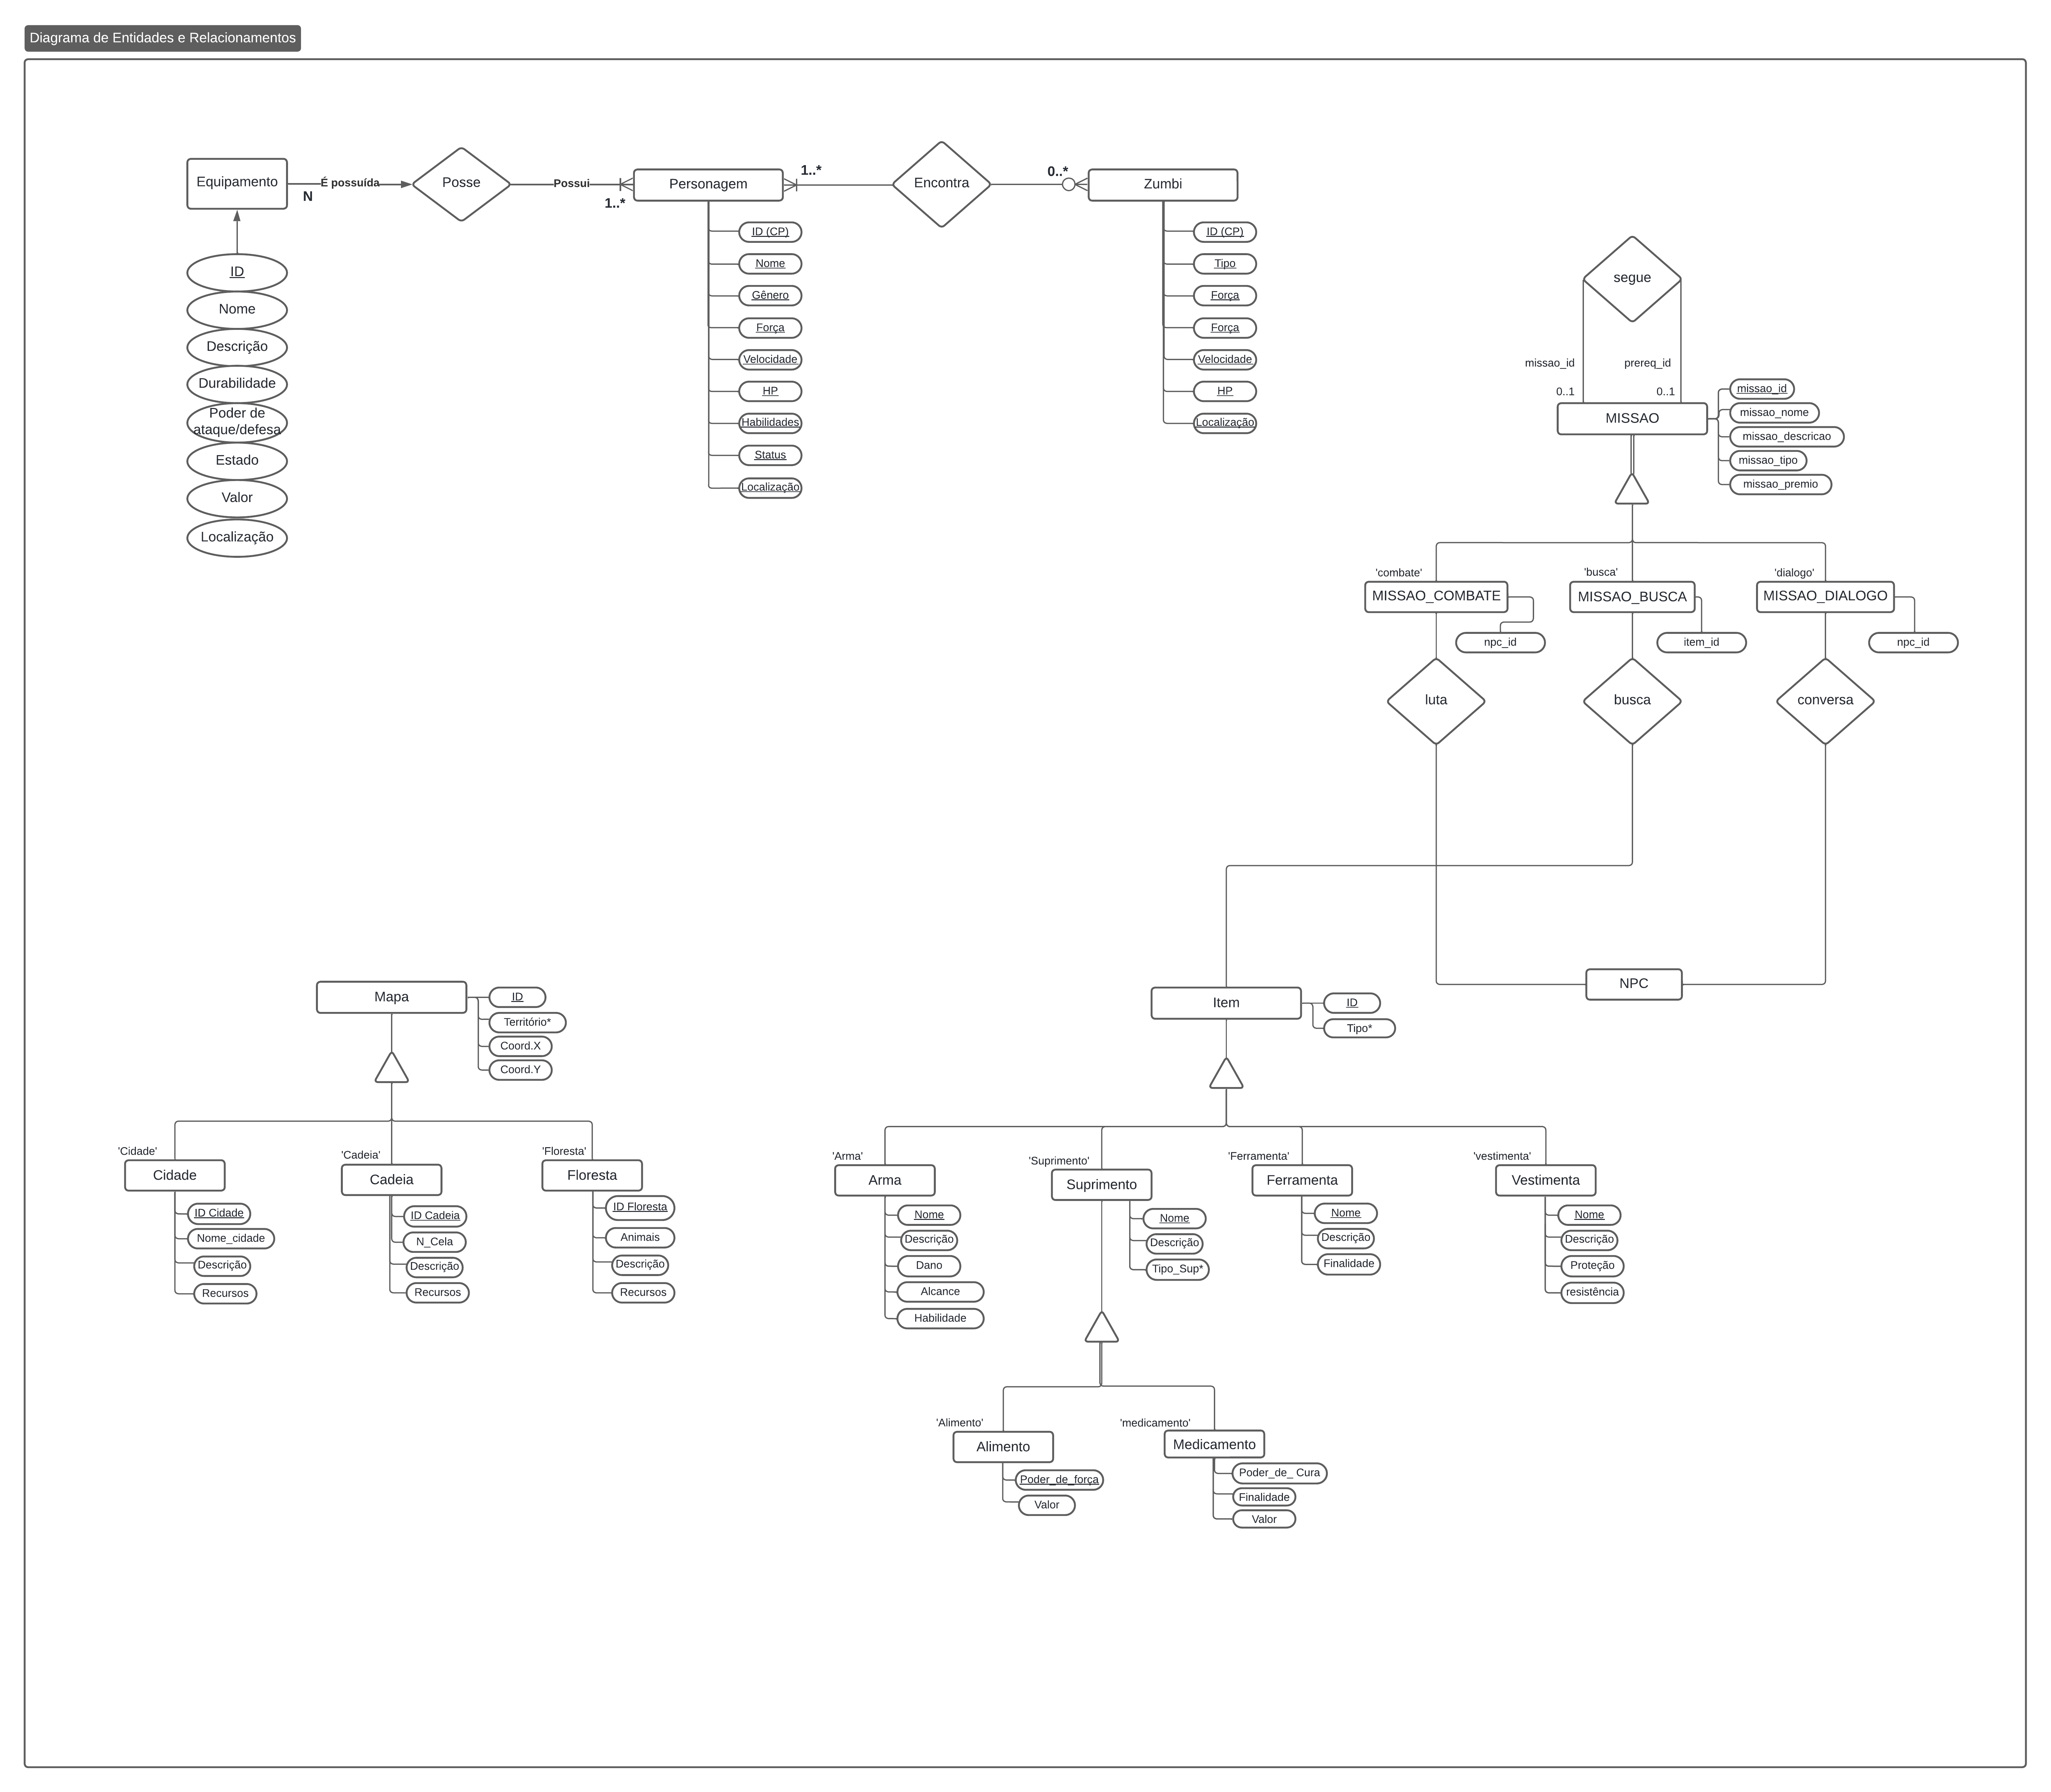 Diagrama de Entidades e Relacionamentos
Equipamento
É possuída
N
Posse
Possui
1..*
Personagem
1..*
Encontra
0..*
Zumbi
ID
Nome
Descrição
Durabilidade
Poder de
ataque/defesa
Estado
Valor
Localização
ID (CP)
Nome
Gênero
Força
Velocidade
HP
Habilidades
Status
Localização
ID (CP)
Tipo
Força
Força
Velocidade
HP
Localização
segue
missao_id
prereq_id
0..1
0..1
MISSAO
missao_id
missao_nome
missao_descricao
missao_tipo
missao_premio
'combate'
'busca'
'dialogo'
MISSAO_COMBATE
MISSAO_BUSCA
MISSAO_DIALOGO
npc_id
item_id
npc_id
luta
busca
conversa
NPC
Mapa
ID
Território*
Coord.X
Coord.Y
'Cidade'
'Cadeia'
'Floresta'
Cidade
Cadeia
Floresta
ID Cidade
Nome_cidade
Descrição
Recursos
ID Cadeia
N_Cela
Descrição
Recursos
ID Floresta
Animais
Descrição
Recursos
Item
ID
Tipo*
'Arma'
'Suprimento'
'Ferramenta'
'vestimenta'
Arma
Suprimento
Ferramenta
Vestimenta
Nome
Descrição
Dano
Alcance
Habilidade
Nome
Descrição
Tipo_Sup*
Nome
Descrição
Finalidade
Nome
Descrição
Proteção
resistência
'Alimento'
'medicamento'
Alimento
Medicamento
Poder_de_força
Valor
Poder_de_ Cura
Finalidade
Valor